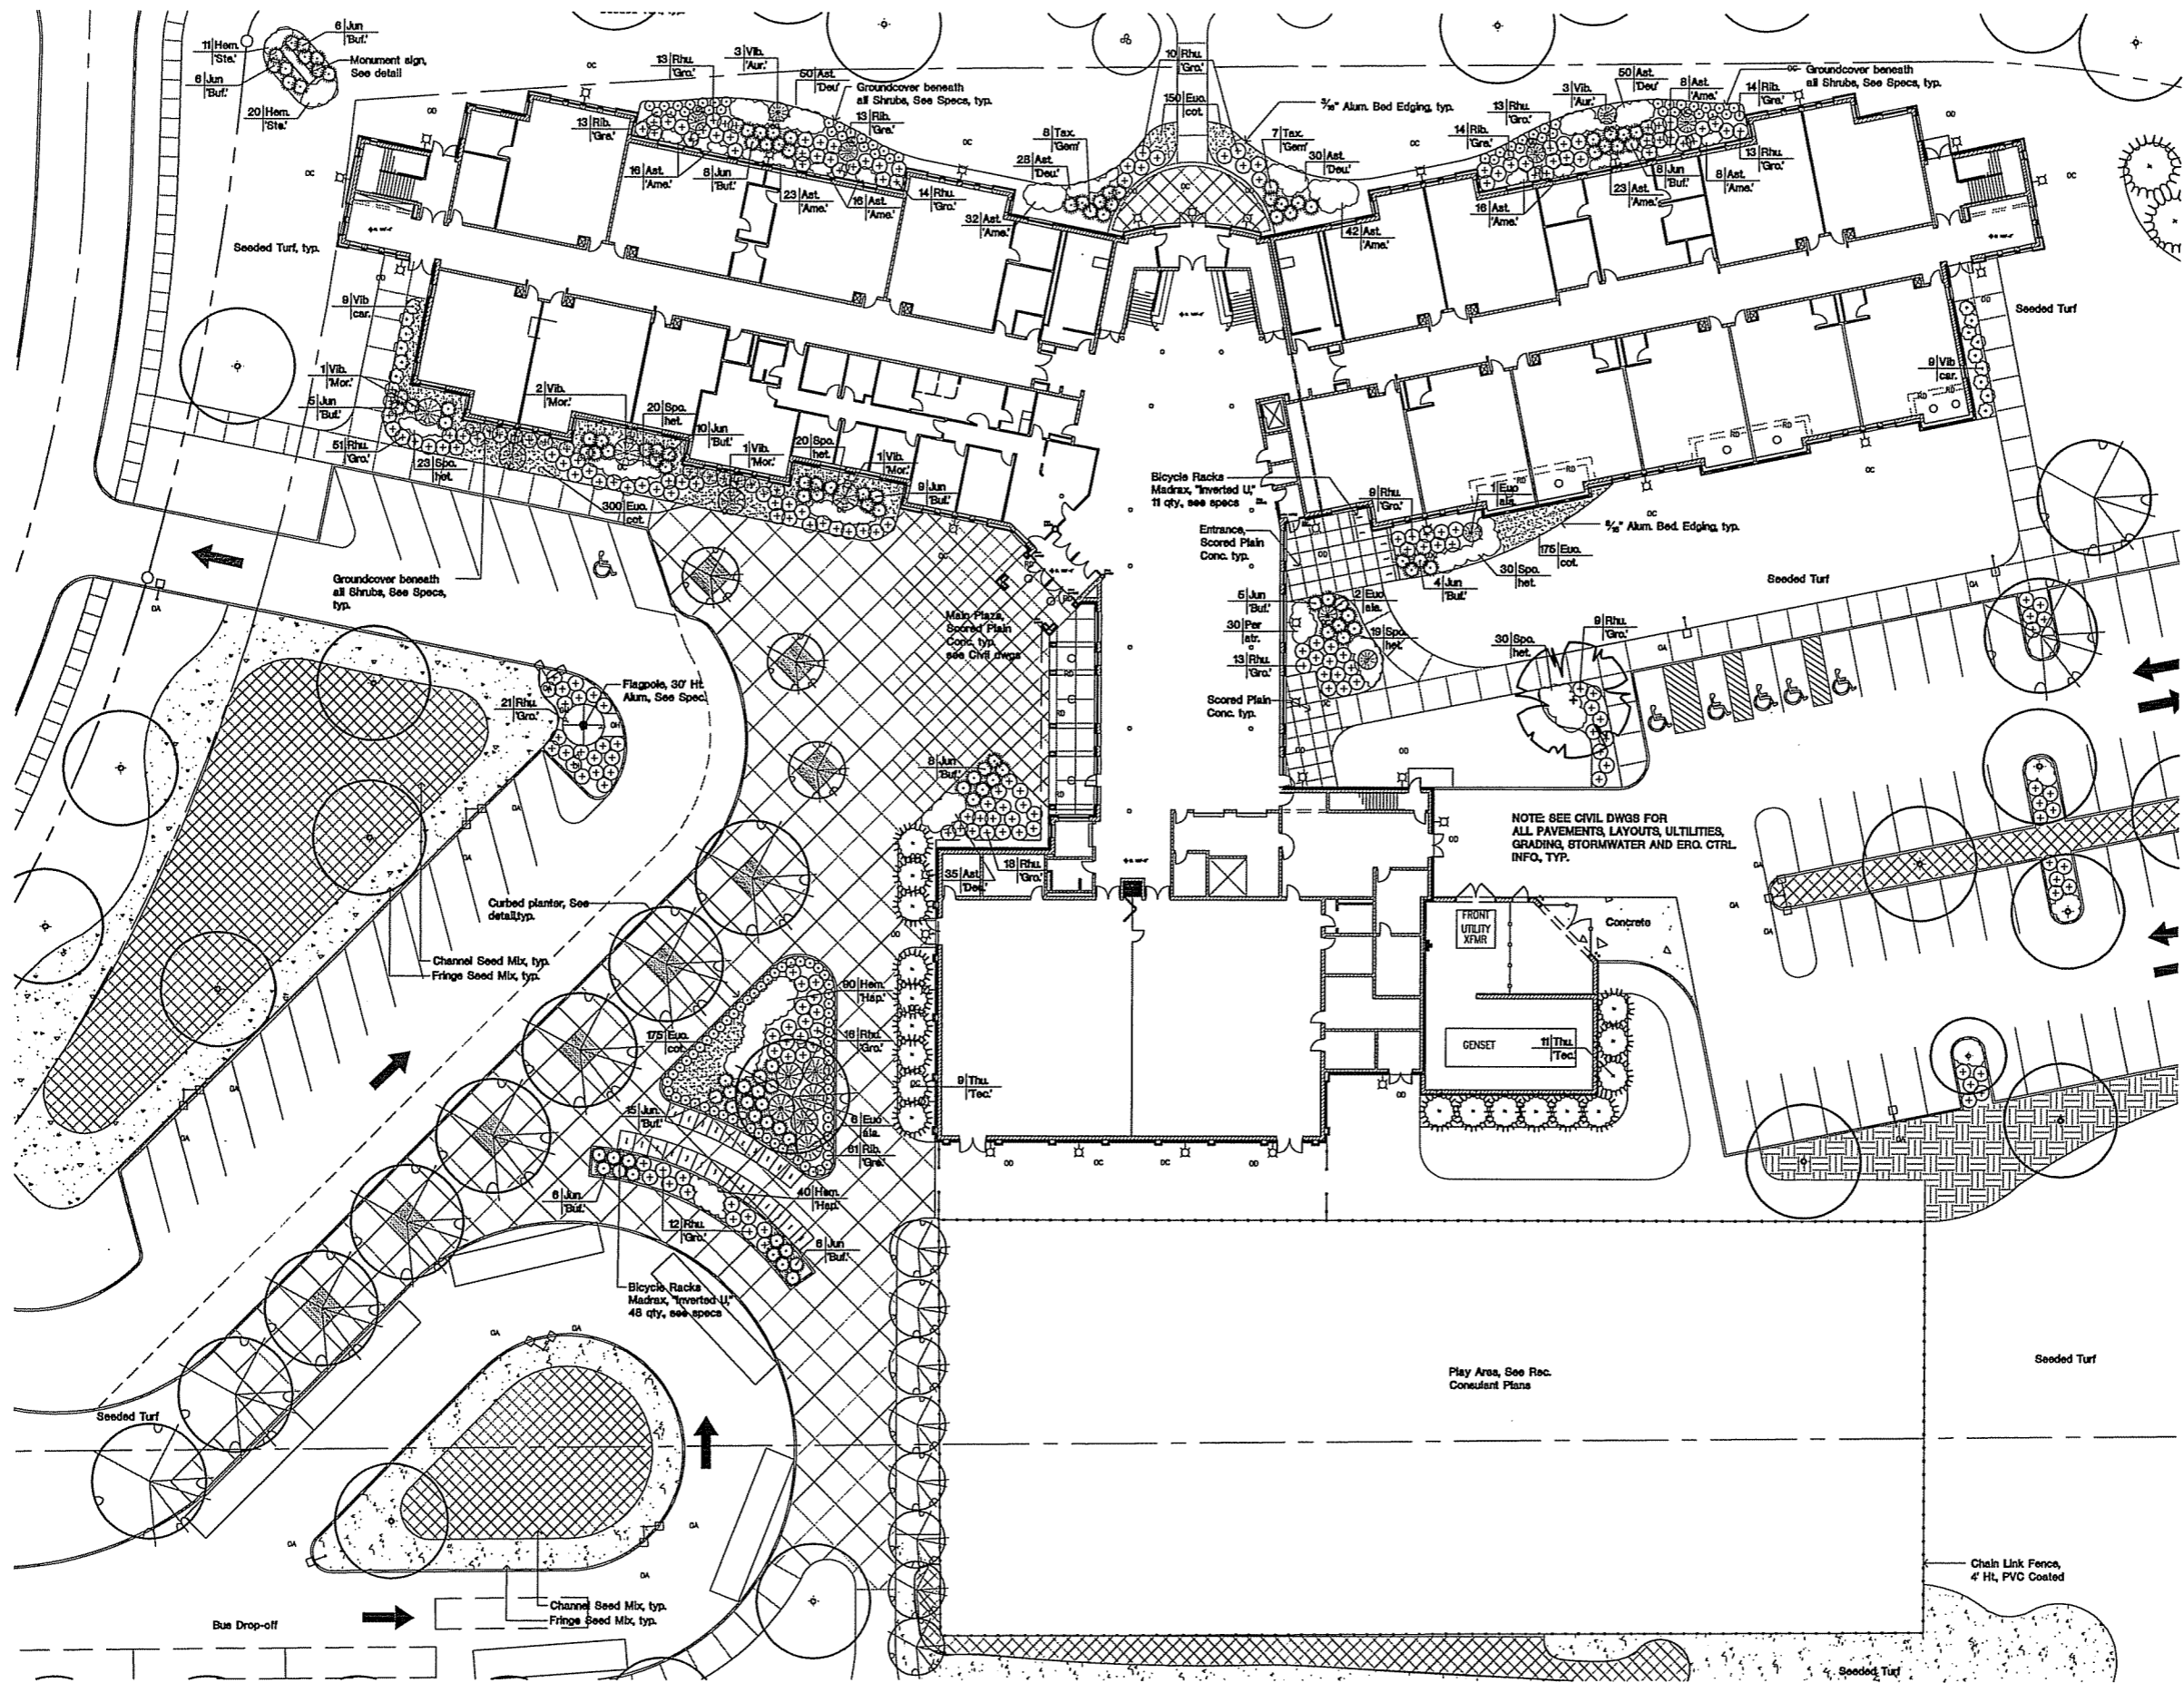 6 Jun
'Buf.'
11 Hem.
'Ste.'
6 Jun
'Buf.'
Monument sign,
See detail
20 Hem.
'Ste.'
13 Rhu.
'Gro.'
3 Vib.
'Aur.'
50 Ast.
'Deu'
Groundcover beneath
all Shrubs, See Specs, typ.
13 Rib.
'Gre.'
13 Rib.
'Gre.'
10 Rhu.
'Gro.'
150 Euo.
cot.
3/16" Alum. Bed Edging, typ.
3 Vib.
'Aur.'
50 Ast.
'Deu'
8 Ast.
'Ame.'
Groundcover beneath
all Shrubs, See Specs, typ.
14 Rib.
'Gre.'
13 Rhu.
'Gro.'
14 Rib.
'Gre.'
8 Tax.
'Gem'
7 Tax.
'Gem'
28 Ast.
'Deu.'
30 Ast.
'Deu.'
13 Rhu.
'Gro.'
16 Ast.
'Ame.'
8 Jun
'Buf.'
23 Ast.
'Ame.'
16 Ast.
'Ame.'
14 Rhu.
'Gro.'
32 Ast.
'Ame.'
42 Ast.
'Ame.'
16 Ast.
'Ame.'
23 Ast.
'Ame.'
8 Jun
'Buf.'
8 Ast.
'Ame.'
Seeded Turf, typ.
Seeded Turf
9 Vib
car.
9 Vib
car.
1 Vib.
'Mor.'
5 Jun
'Buf.'
51 Rhu.
'Gro.'
23 Spo.
het.
2 Vib.
'Mor.'
20 Spo.
het.
10 Jun
'Buf.'
1 Vib.
'Mor.'
20 Spo.
het.
1 Vib.
'Mor.'
9 Jun
'Buf.'
300 Euo.
cot.
Bicycle Racks
Madrax, "Inverted U,"
11 qty., see specs
9 Rhu.
'Gro.'
1 Euo
ala.
3/16" Alum. Bed. Edging, typ.
175 Euo.
cot.
30 Spo.
het.
4 Jun
'Buf.'
Entrance,
Scored Plain
Conc. typ.
Groundcover beneath
all Shrubs, See Specs,
typ.
Seeded Turf
5 Jun
'Buf.'
2 Euo
ala.
30 Per
atr.
19 Spo.
het.
13 Rhu.
'Gro.'
Scored Plain
Conc. typ.
30 Spo.
het.
9 Rhu.
'Gro.'
Main Plaza,
Scored Plain
Conc. typ.
see Civil dwgs
Flagpole, 30' Ht.
Alum., See Spec.
21 Rhu.
'Gro.'
8 Jun
'Buf.'
35 Ast
'Deu.'
18 Rhu.
'Gro.'
NOTE: SEE CIVIL DWGS FOR
ALL PAVEMENTS, LAYOUTS, ULTILITIES,
GRADING, STORMWATER AND ERO. CTRL.
INFO., TYP.
Curbed planter, See
detail,typ.
FRONT
UTILITY
XFMR
Concrete
Channel Seed Mix, typ.
Fringe Seed Mix, typ.
90 Hem.
'Hap.'
16 Rhu.
'Gro.'
175 Euo.
cot.
GENSET
11 Thu.
'Tec.'
9 Thu.
'Tec.'
15 Jun.
'Buf.'
6 Euo
ala.
61 Rib.
'Gre.'
6 Jun.
'Buf.'
40 Hem.
'Hap.'
12 Rhu.
'Gro.'
6 Jun
'Buf.'
Bicycle Racks
Madrax, "Inverted U,"
48 qty., see specs
Play Area, See Rec.
Consultant Plans
Seeded Turf
Seeded Turf
Chain Link Fence,
4' Ht., PVC Coated
Channel Seed Mix, typ.
Fringe Seed Mix, typ.
Bus Drop-off
Seeded Turf